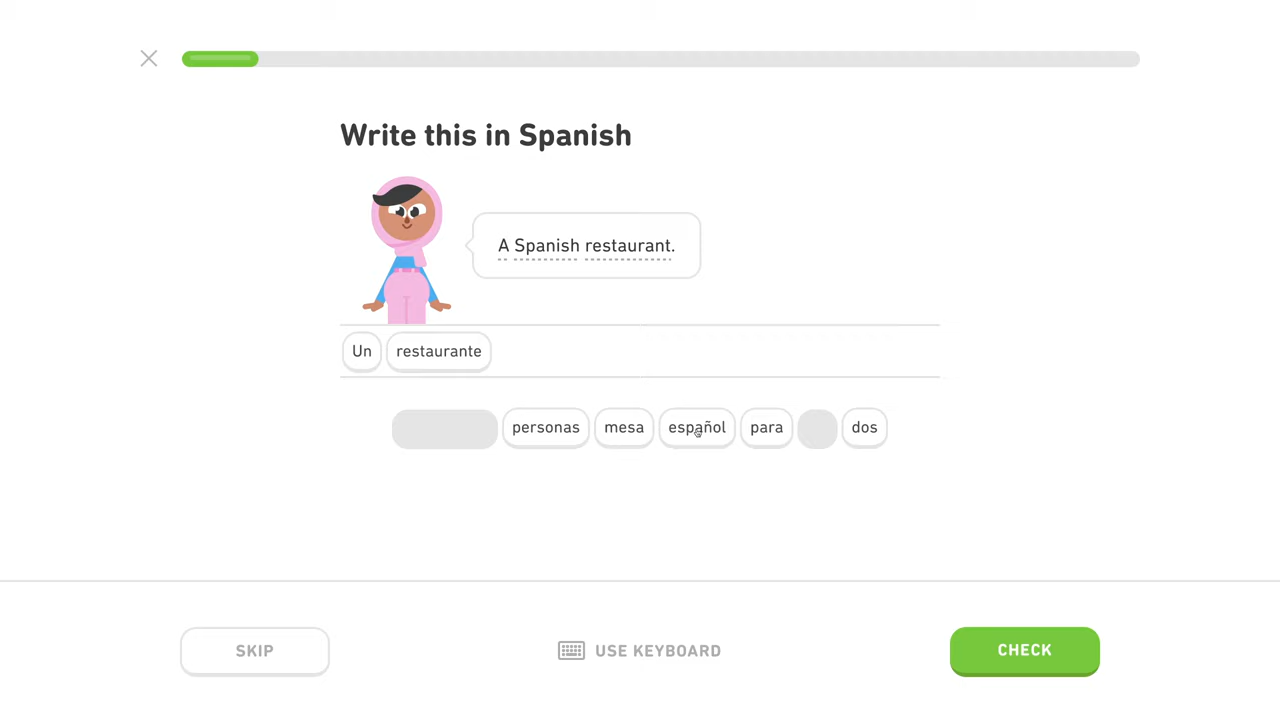 Write this in Spanish
A Spanish restaurant.
Un restaurante
personas mesa español para dos
SKIP USE KEYBOARD CHECK